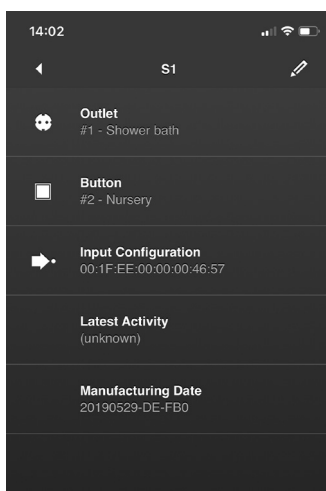 14:02
S1
Outlet
#1 - Shower bath
Button
#2 - Nursery
Input Configuration
00:1F:EE:00:00:00:46:57
Latest Activity
(unknown)
Manufacturing Date
20190529-DE-FB0